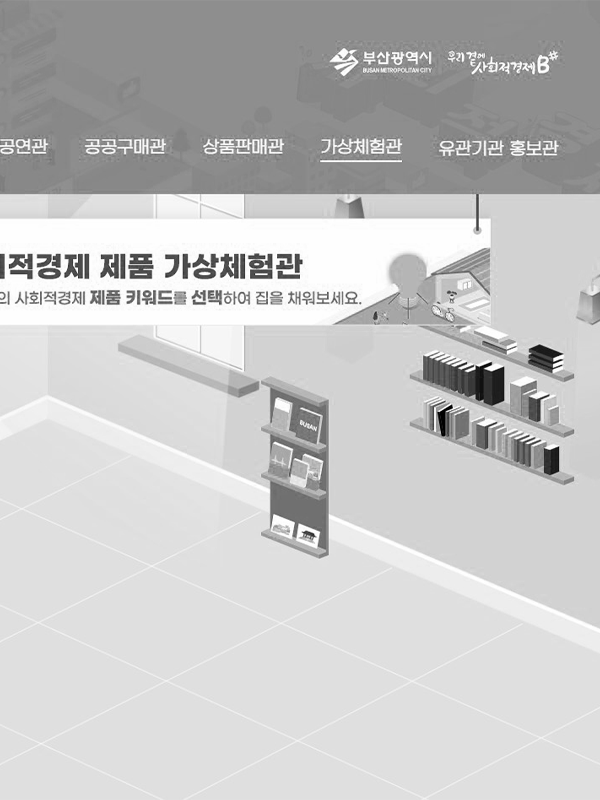 부산광역시
BUSAN METROPOLITAN CITY
우리 곁에
사회적경제 B#
공연관 공공구매관 상품판매관 가상체험관 유관기관 홍보관
적경제 제품 가상체험관
의 사회적경제 제품 키워드를 선택하여 집을 채워보세요.
BUSAN